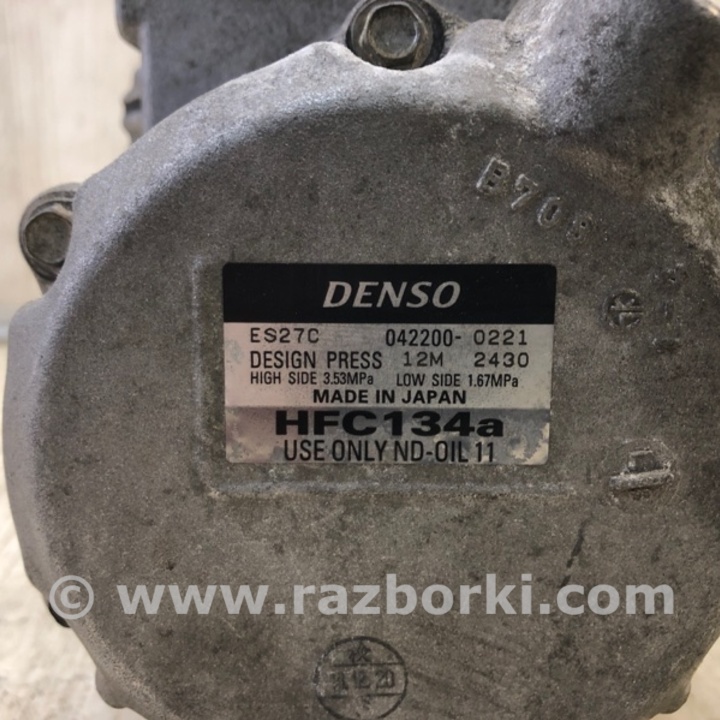 B70
DENSO
ES27C 042200-0221
DESIGN PRESS 12M 2430
HIGH SIDE 3.53MPa LOW SIDE 1.67MPa
MADE IN JAPAN
HFC134a
USE ONLY ND-OIL 11
© www.razborki.com